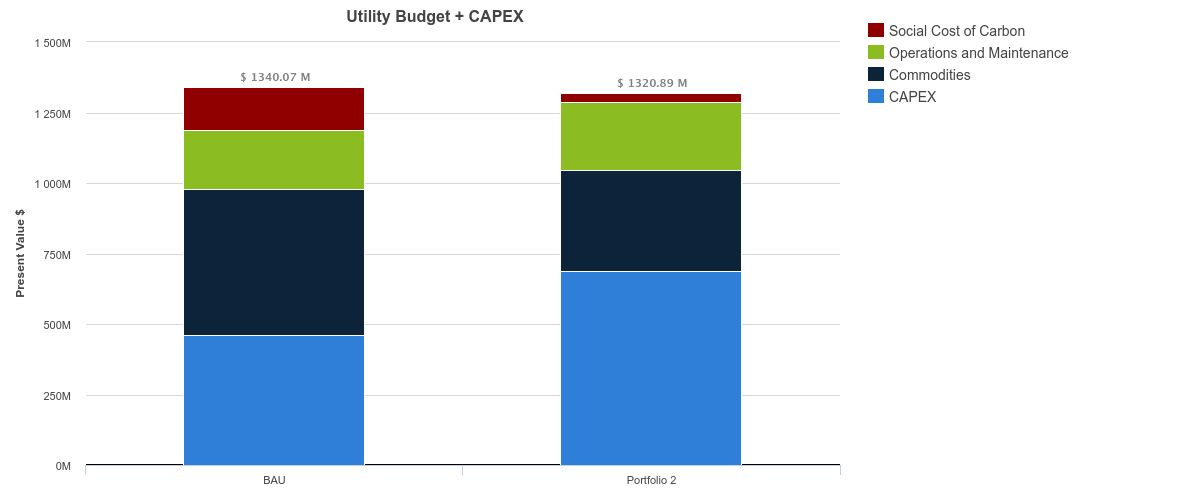 Utility Budget + CAPEX
Social Cost of Carbon
Operations and Maintenance
Commodities
CAPEX
Present Value $
1 500M
1 250M
1 000M
750M
500M
250M
0M
$ 1340.07 M
$ 1320.89 M
BAU
Portfolio 2